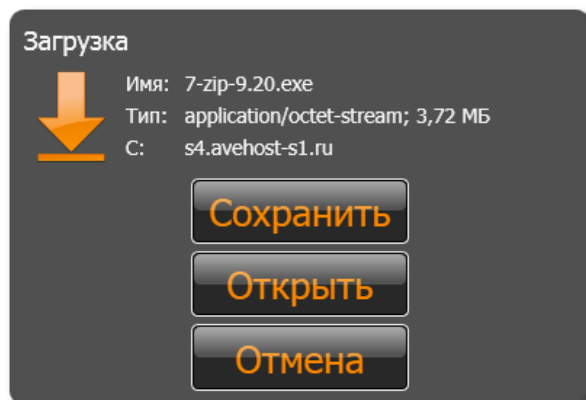 Загрузка
Имя: 7-zip-9.20.exe
Тип: application/octet-stream; 3,72 МБ
С: s4.avehost-s1.ru
Сохранить
Открыть
Отмена